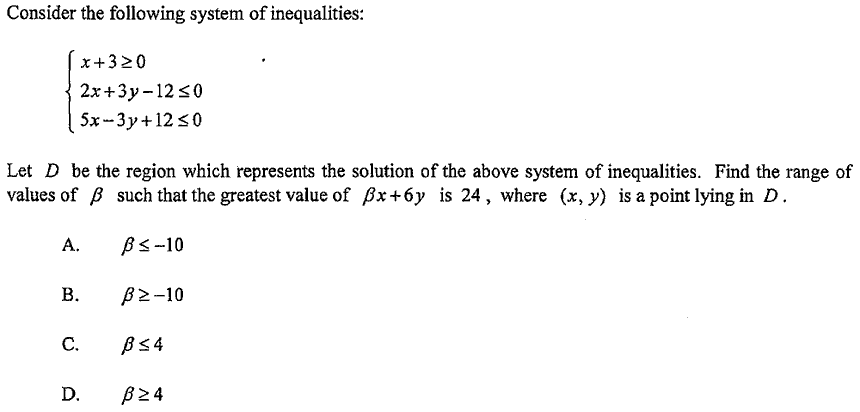 Consider the following system of inequalities:
x+3≥0
2x+3y−12≤0
5x−3y+12≤0
Let D be the region which represents the solution of the above system of inequalities. Find the range of
values of β such that the greatest value of βx+6y is 24, where (x, y) is a point lying in D.
A. β≤−10
B. β≥−10
C. β≤4
D. β≥4